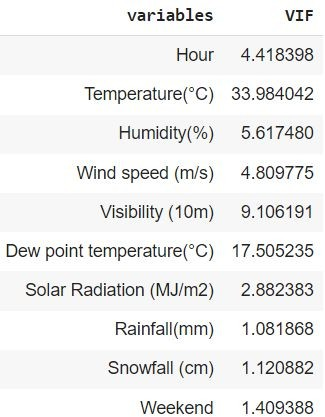 variables VIF
Hour 4.418398
Temperature(°C) 33.984042
Humidity(%) 5.617480
Wind speed (m/s) 4.809775
Visibility (10m) 9.106191
Dew point temperature(°C) 17.505235
Solar Radiation (MJ/m2) 2.882383
Rainfall(mm) 1.081868
Snowfall (cm) 1.120882
Weekend 1.409388